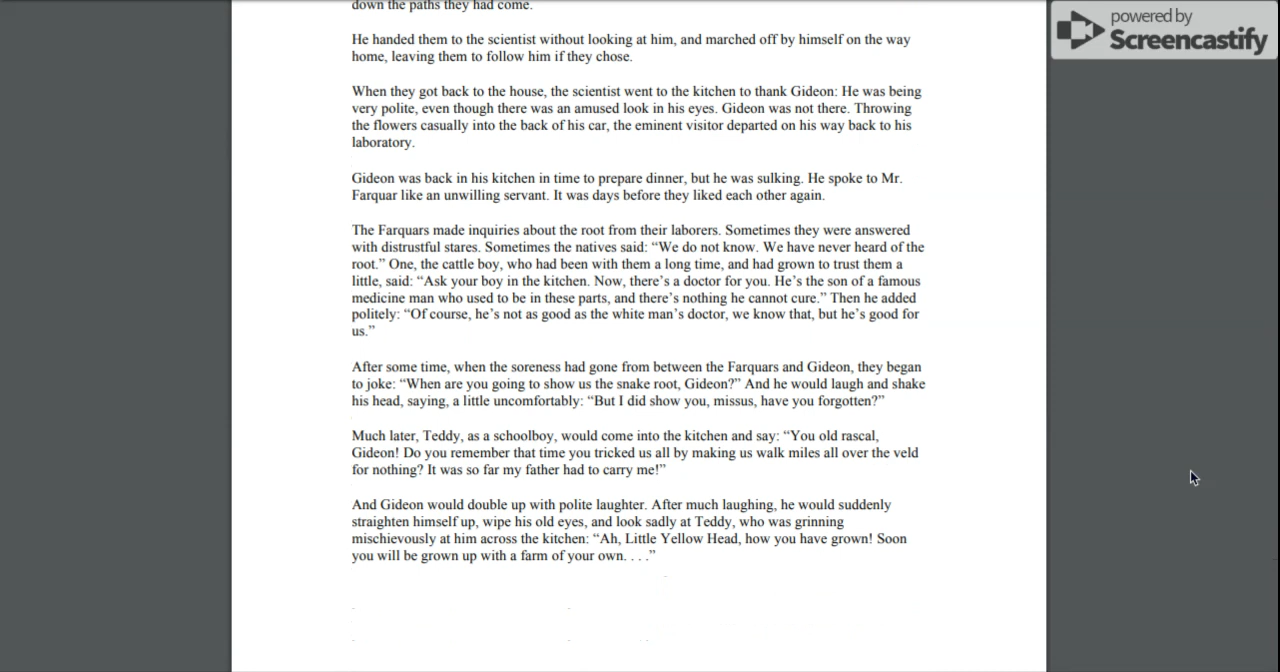 down the paths they had come.
powered by
Screencastify
He handed them to the scientist without looking at him, and marched off by himself on the way
home, leaving them to follow him if they chose.
When they got back to the house, the scientist went to the kitchen to thank Gideon: He was being
very polite, even though there was an amused look in his eyes. Gideon was not there. Throwing
the flowers casually into the back of his car, the eminent visitor departed on his way back to his
laboratory.
Gideon was back in his kitchen in time to prepare dinner, but he was sulking. He spoke to Mr.
Farquar like an unwilling servant. It was days before they liked each other again.
The Farquars made inquiries about the root from their laborers. Sometimes they were answered
with distrustful stares. Sometimes the natives said: “We do not know. We have never heard of the
root.” One, the cattle boy, who had been with them a long time, and had grown to trust them a
little, said: “Ask your boy in the kitchen. Now, there’s a doctor for you. He’s the son of a famous
medicine man who used to be in these parts, and there’s nothing he cannot cure.” Then he added
politely: “Of course, he’s not as good as the white man’s doctor, we know that, but he’s good for
us.”
After some time, when the soreness had gone from between the Farquars and Gideon, they began
to joke: “When are you going to show us the snake root, Gideon?” And he would laugh and shake
his head, saying, a little uncomfortably: “But I did show you, missus, have you forgotten?”
Much later, Teddy, as a schoolboy, would come into the kitchen and say: “You old rascal,
Gideon! Do you remember that time you tricked us all by making us walk miles all over the veld
for nothing? It was so far my father had to carry me!”
And Gideon would double up with polite laughter. After much laughing, he would suddenly
straighten himself up, wipe his old eyes, and look sadly at Teddy, who was grinning
mischievously at him across the kitchen: “Ah, Little Yellow Head, how you have grown! Soon
you will be grown up with a farm of your own. . . .”